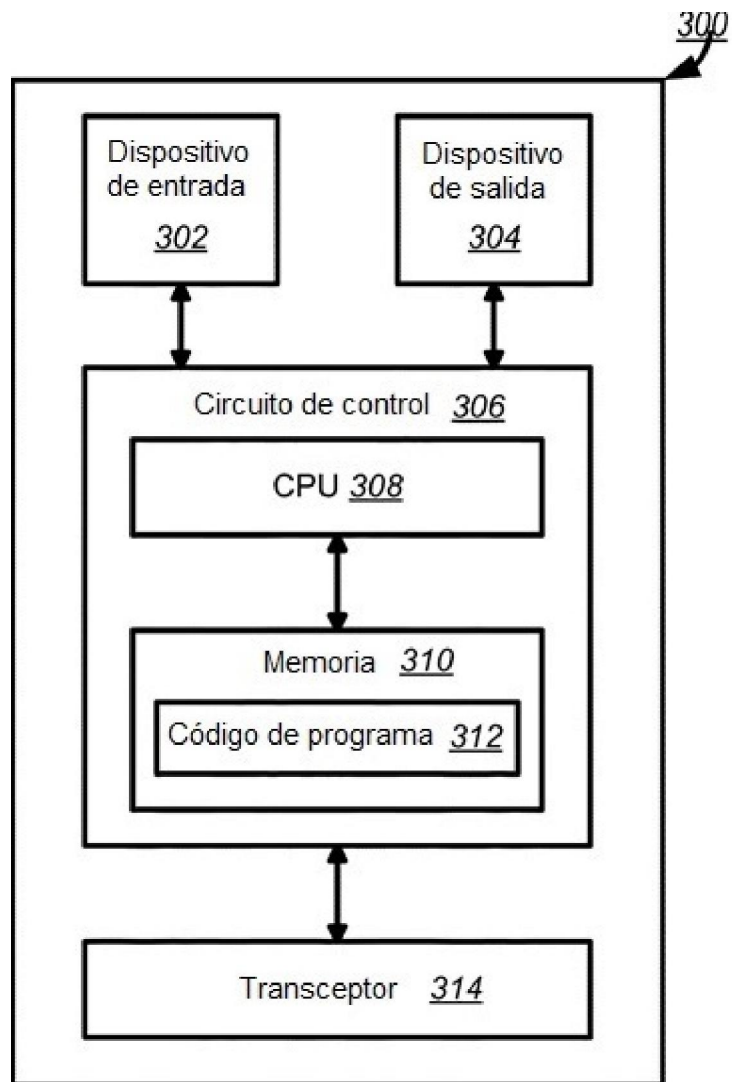 300
Dispositivo
de entrada
302
Dispositivo
de salida
304
Circuito de control 306
CPU 308
Memoria 310
Código de programa 312
Transceptor 314